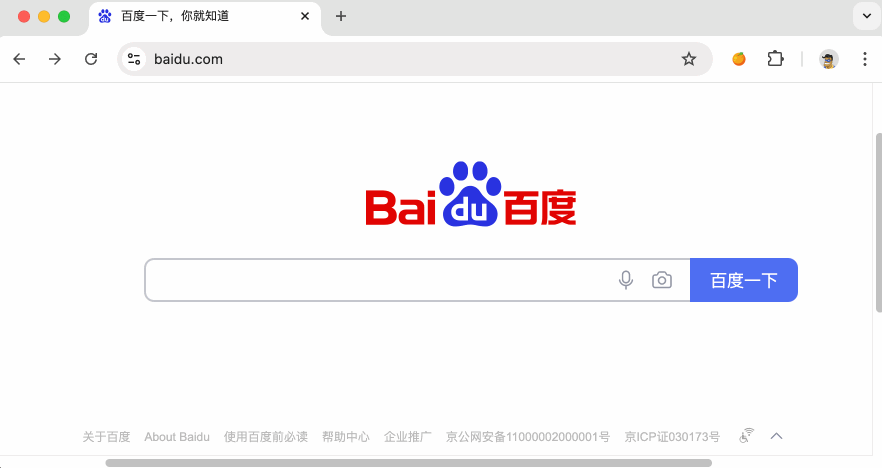 百度一下，你就知道
baidu.com
Bai du 百度
百度一下
关于百度 About Baidu 使用百度前必读 帮助中心 企业推广 京公网安备11000002000001号 京ICP证030173号